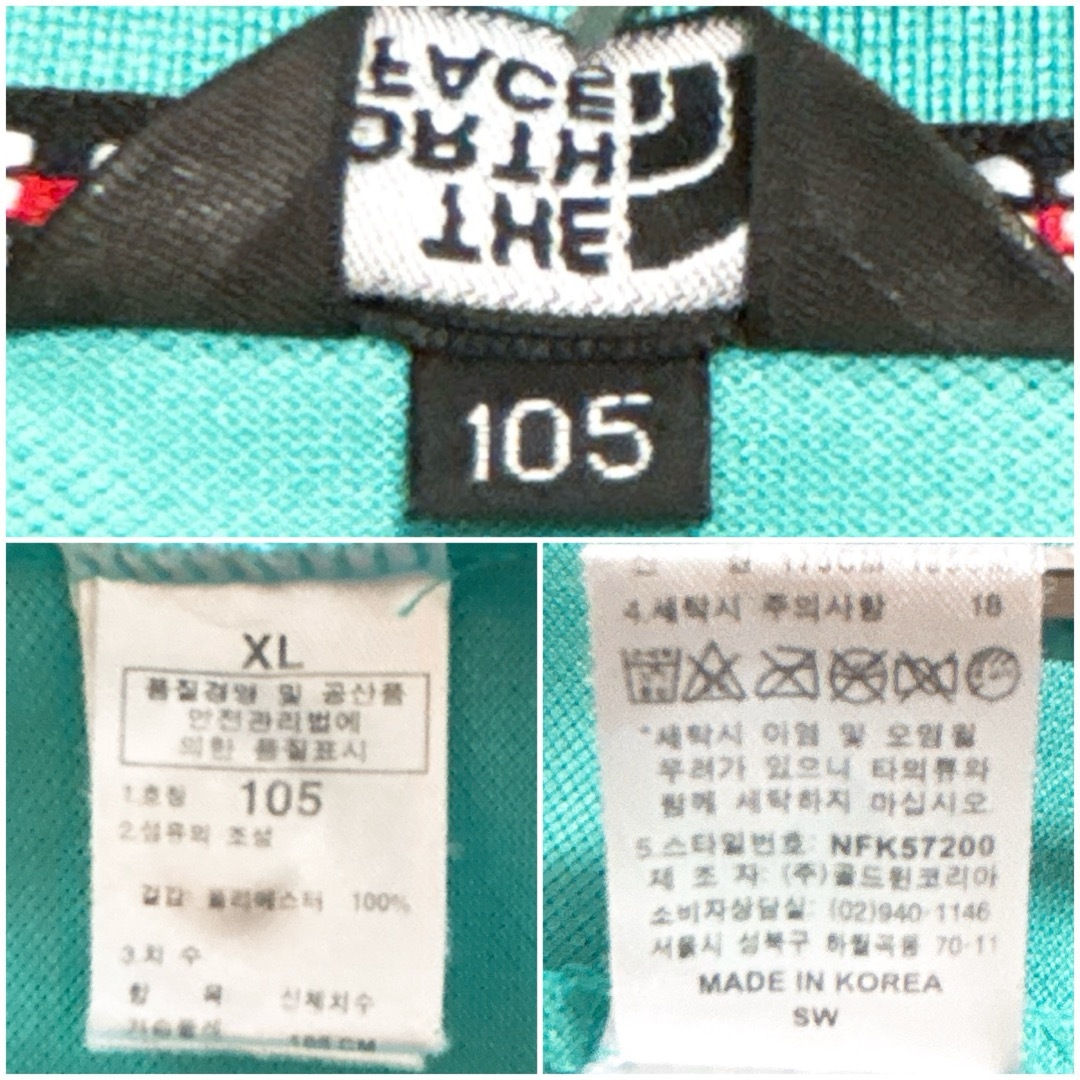 THE
NORTH
FACE
105
XL
품질경영 및 공산품
안전관리법에
의한 품질표시
1.호칭 105
2.섬유의 조성
겉감: 폴리에스터 100%
3.치 수
항 목 신체치수
가슴둘레 105 CM
4.세탁시 주의사항 18
*세탁시 이염 및 오염될
우려가 있으니 타의류와
함께 세탁하지 마십시오
5.스타일번호: NFK57200
제 조 자: (주)골드윈코리아
소비자상담실: (02)940-1146
서울시 성북구 하월곡동 70-11
MADE IN KOREA
SW